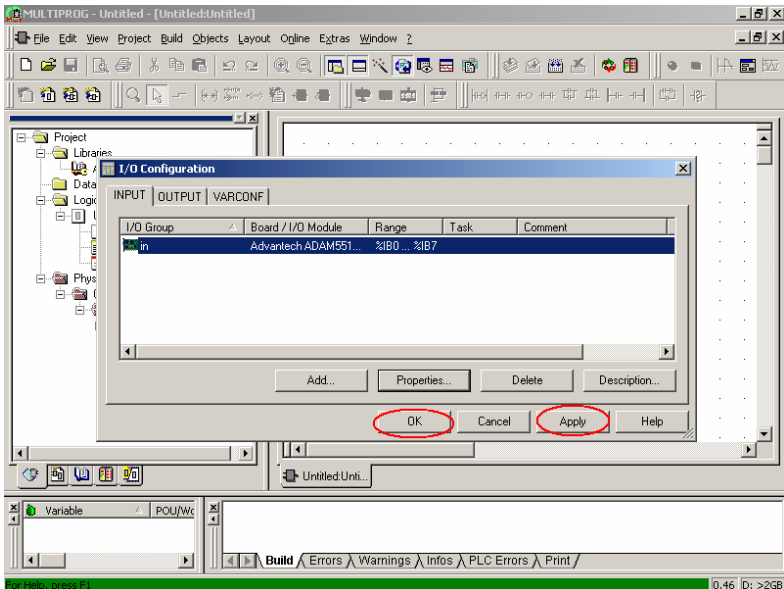 MULTIPROG - Untitled - [Untitled:Untitled]
File Edit View Project Build Objects Layout Online Extras Window ?
Project
Libraries
Data
Logi
Phys
I/O Configuration
INPUT OUTPUT VARCONF
I/O Group Board / I/O Module Range Task Comment
in Advantech ADAM551... %IB0 ... %IB7
Add... Properties... Delete Description...
OK Cancel Apply Help
Untitled:Unti...
Variable POU/Wo
Build Errors Warnings Infos PLC Errors Print
For Help, press F1
0.46 D: >2GB